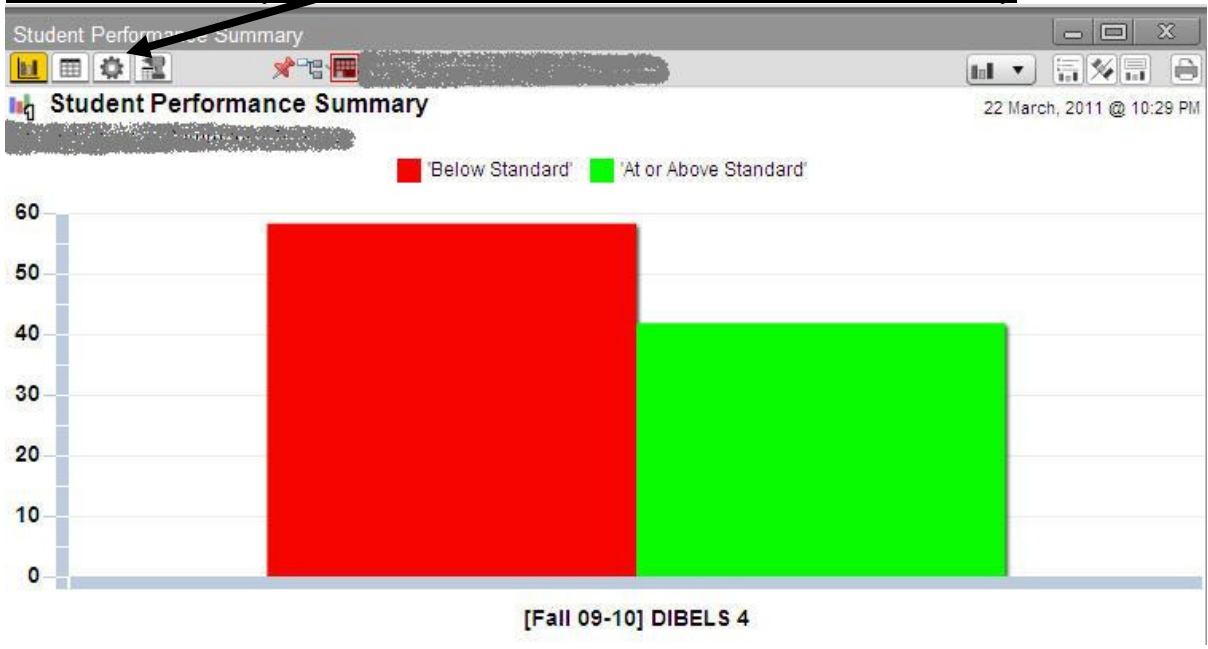 Student Performance Summary
Student Performance Summary
22 March, 2011 @ 10:29 PM
'Below Standard' 'At or Above Standard'
60
50
40
30
20
10
0
[Fall 09-10] DIBELS 4